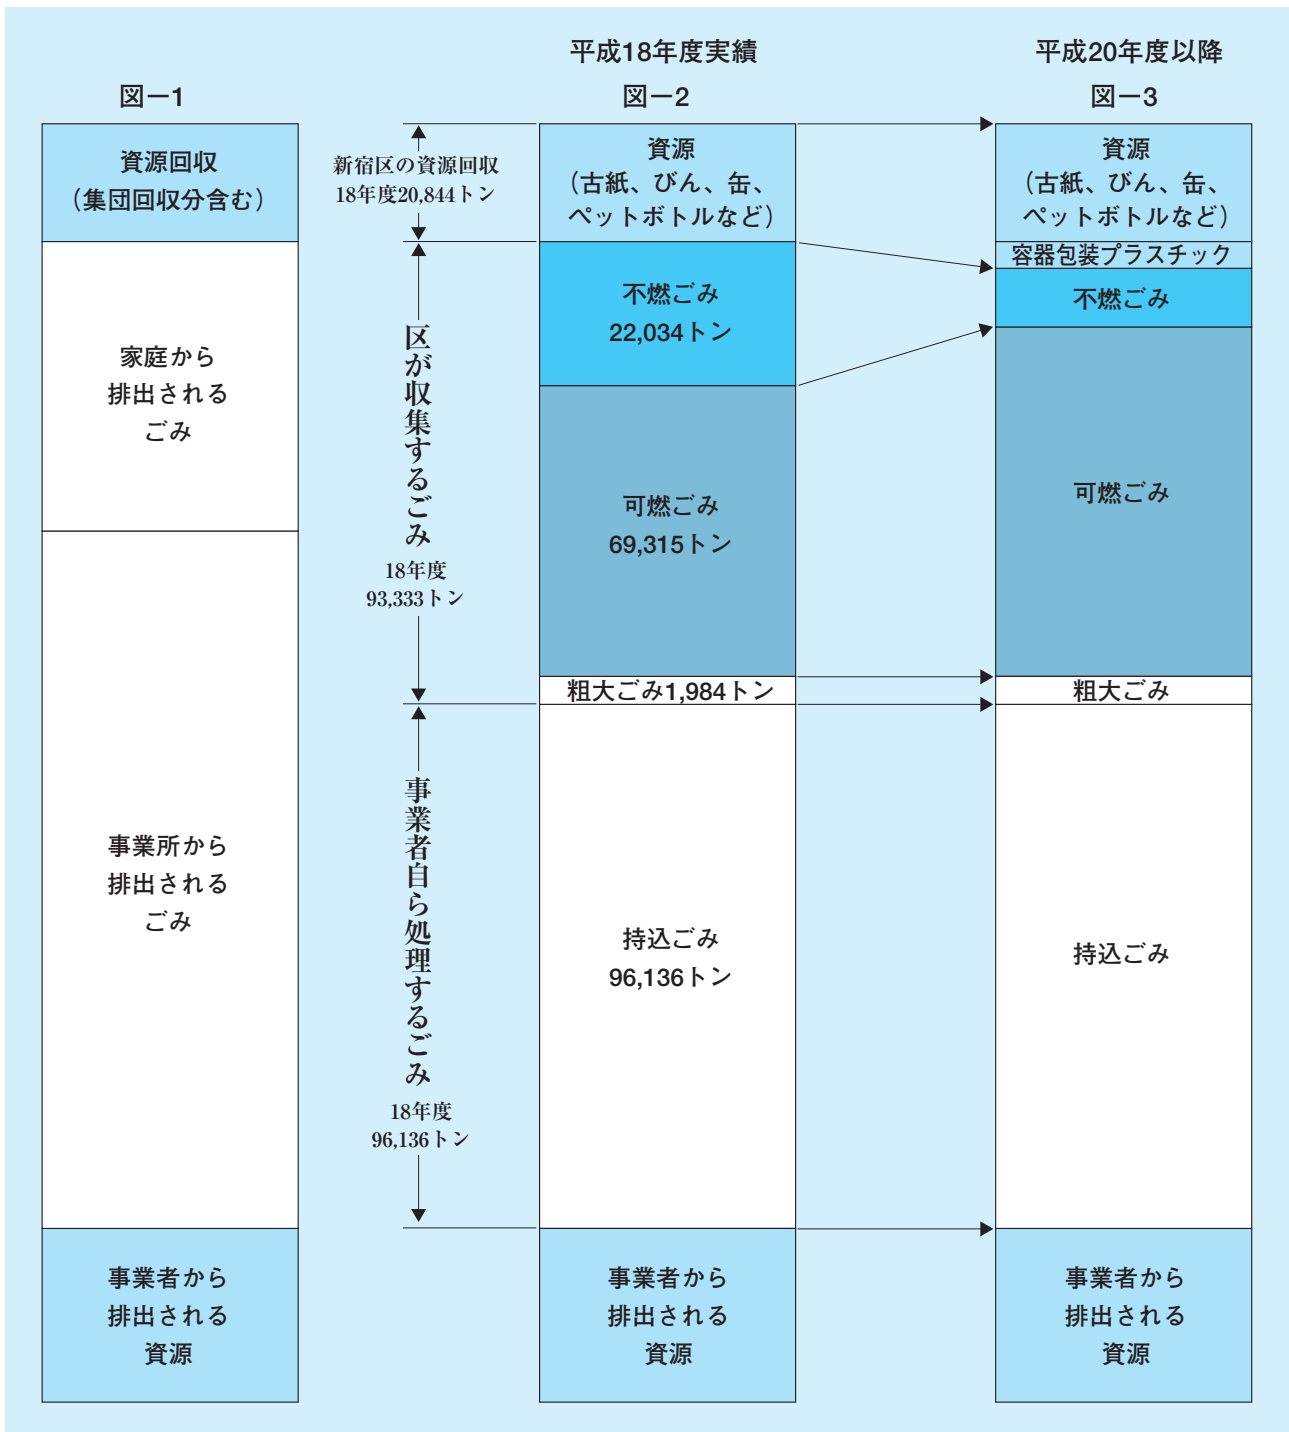 図ー1
資源回収
（集団回収分含む）
家庭から
排出される
ごみ
事業所から
排出される
ごみ
事業者から
排出される
資源
新宿区の資源回収
18年度20,844トン
区が収集するごみ
18年度
93,333トン
事業者自ら処理するごみ
18年度
96,136トン
平成18年度実績
図ー2
資源
（古紙、びん、缶、
ペットボトルなど）
不燃ごみ
22,034トン
可燃ごみ
69,315トン
粗大ごみ1,984トン
持込ごみ
96,136トン
事業者から
排出される
資源
平成20年度以降
図ー3
資源
（古紙、びん、缶、
ペットボトルなど）
容器包装プラスチック
不燃ごみ
可燃ごみ
粗大ごみ
持込ごみ
事業者から
排出される
資源